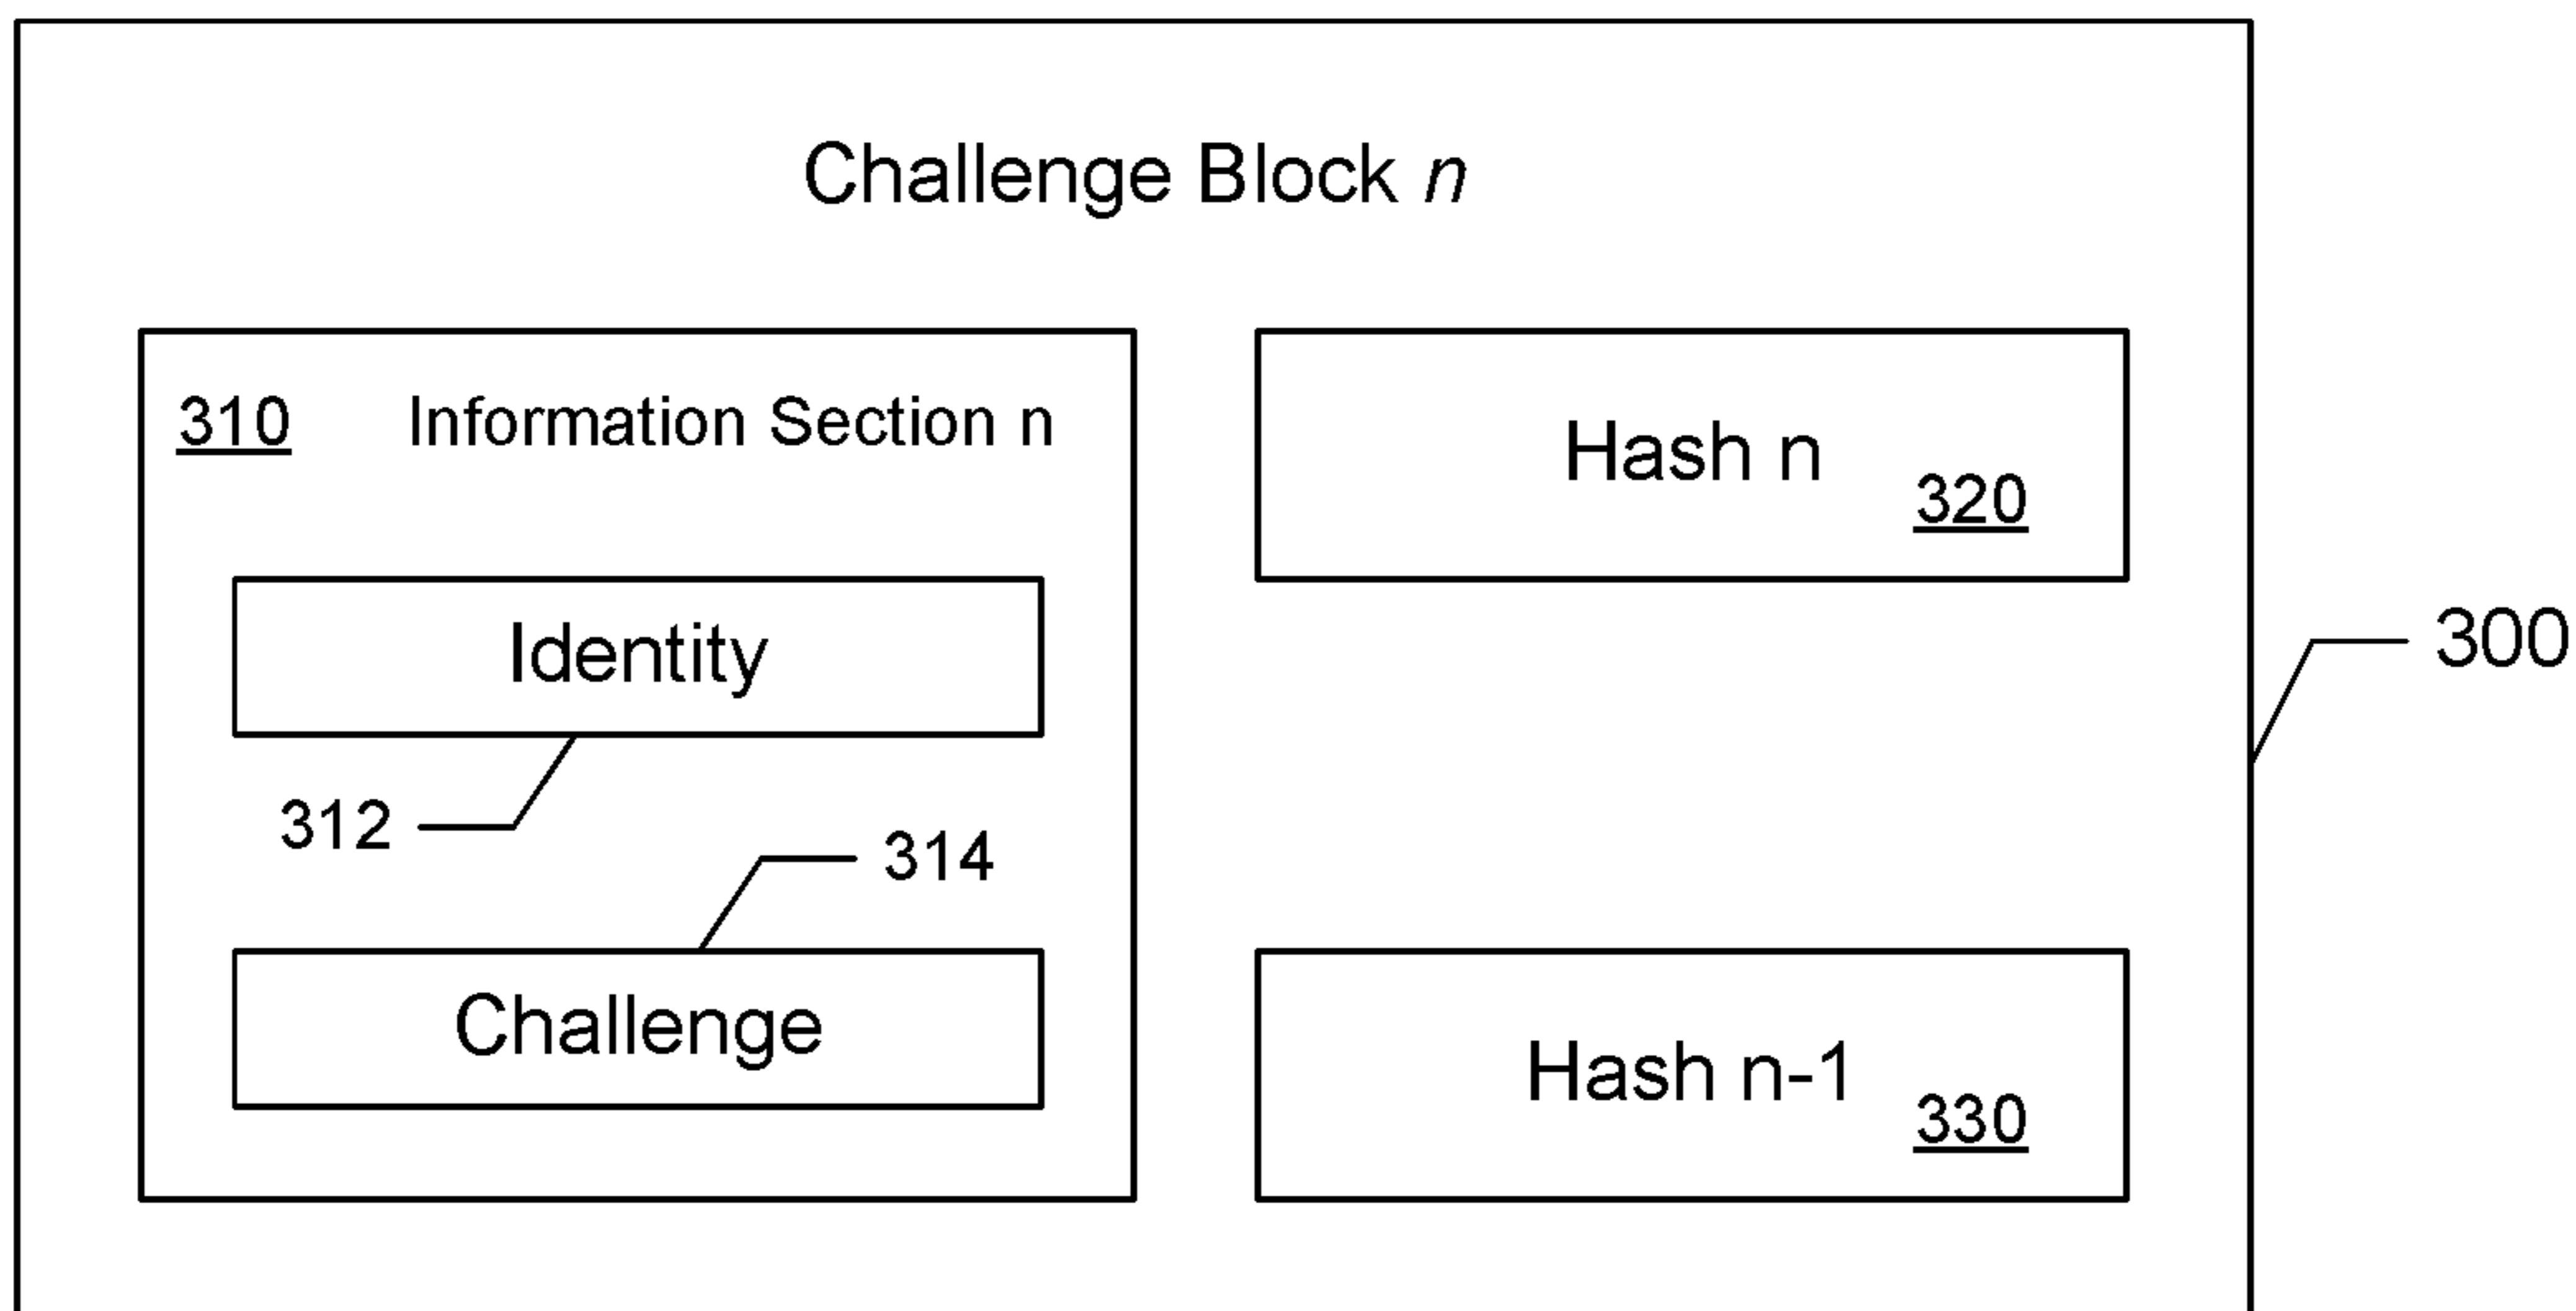 Challenge Block n
310 Information Section n
Identity
312
314
Challenge
Hash n
320
Hash n-1
330
300